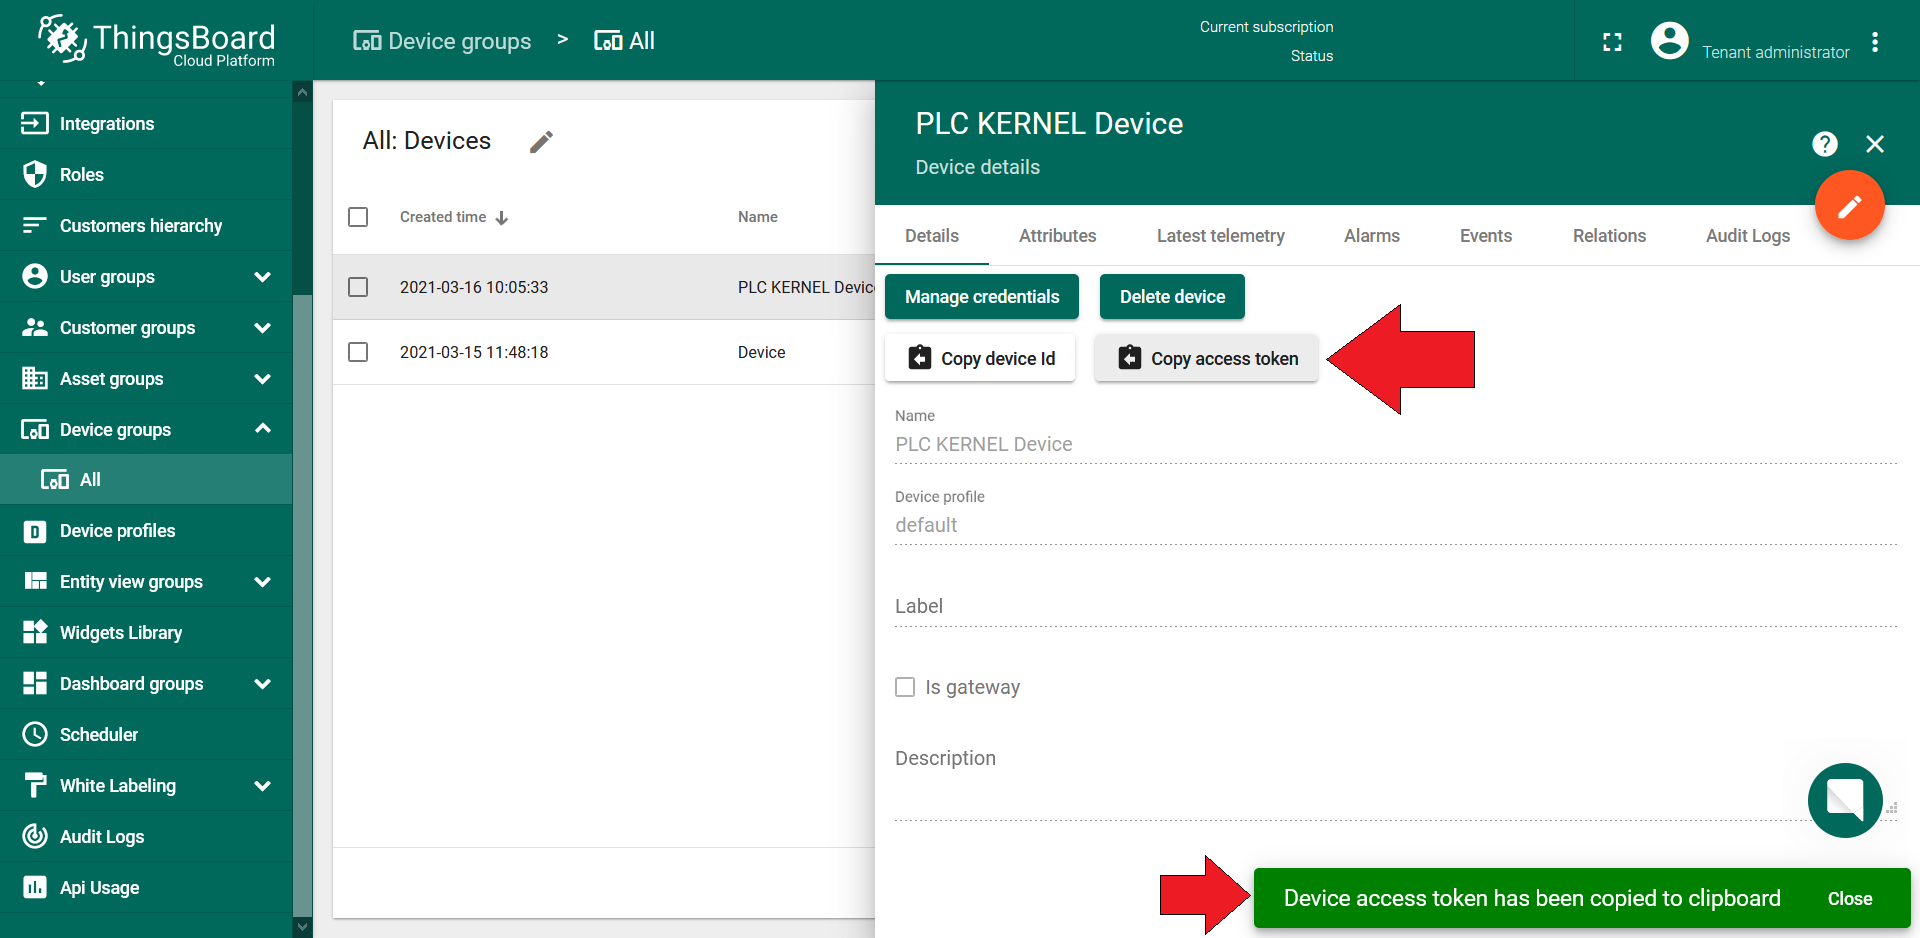 ThingsBoard
Cloud Platform
Device groups > All
Current subscription
Status
Tenant administrator
Integrations
Roles
Customers hierarchy
User groups
Customer groups
Asset groups
Device groups
All
Device profiles
Entity view groups
Widgets Library
Dashboard groups
Scheduler
White Labeling
Audit Logs
Api Usage
All: Devices
Created time Name
2021-03-16 10:05:33 PLC KERNEL Devic
2021-03-15 11:48:18 Device
PLC KERNEL Device
Device details
Details Attributes Latest telemetry Alarms Events Relations Audit Logs
Manage credentials Delete device
Copy device Id Copy access token
Name
PLC KERNEL Device
Device profile
default
Label
Is gateway
Description
Device access token has been copied to clipboard Close